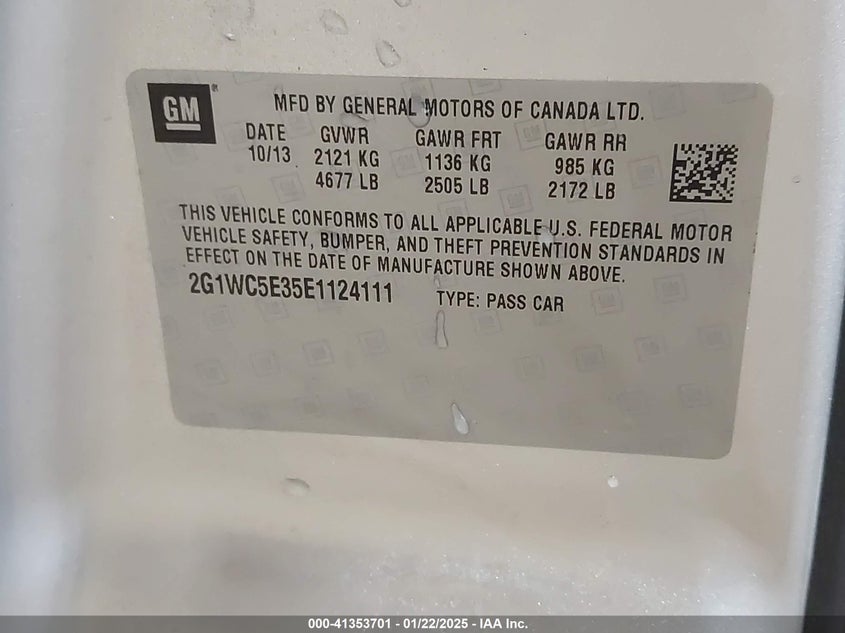 GM
MFD BY GENERAL MOTORS OF CANADA LTD.
DATE GVWR GAWR FRT GAWR RR
10/13 2121 KG 1136 KG 985 KG
4677 LB 2505 LB 2172 LB
THIS VEHICLE CONFORMS TO ALL APPLICABLE U.S. FEDERAL MOTOR
VEHICLE SAFETY, BUMPER, AND THEFT PREVENTION STANDARDS IN
EFFECT ON THE DATE OF MANUFACTURE SHOWN ABOVE.
2G1WC5E35E1124111 TYPE: PASS CAR
000-41353701 - 01/22/2025 - IAA Inc.